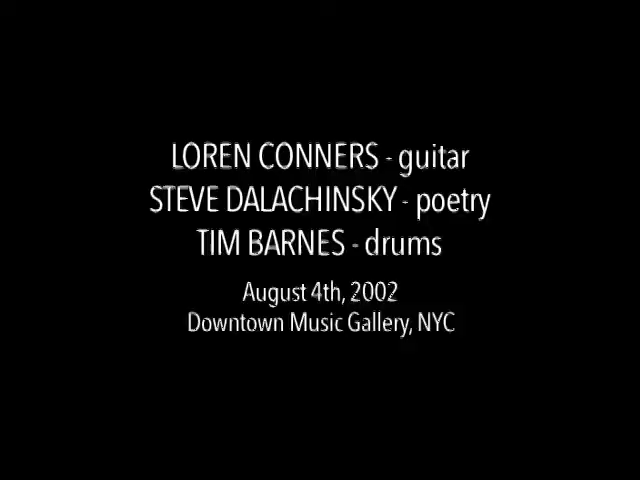 LOREN CONNERS - guitar
STEVE DALACHINSKY - poetry
TIM BARNES - drums
August 4th, 2002
Downtown Music Gallery, NYC